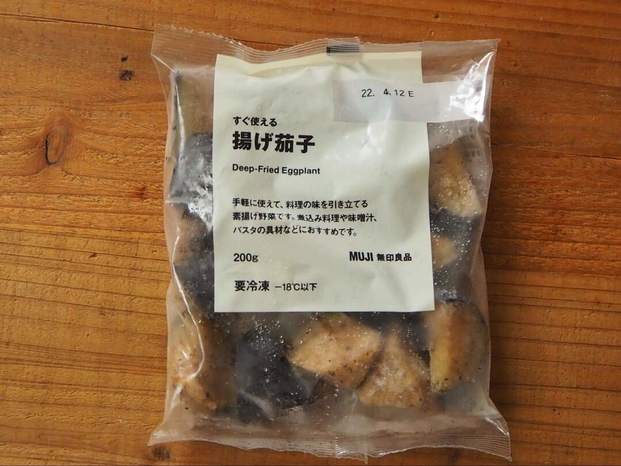 22. 4.12 E
すぐ使える
揚げ茄子
Deep-Fried Eggplant
手軽に使えて、料理の味を引き立てる
素揚げ野菜です。煮込み料理や味噌汁、
パスタの具材などにおすすめです。
200g
MUJI 無印良品
要冷凍 -18℃以下